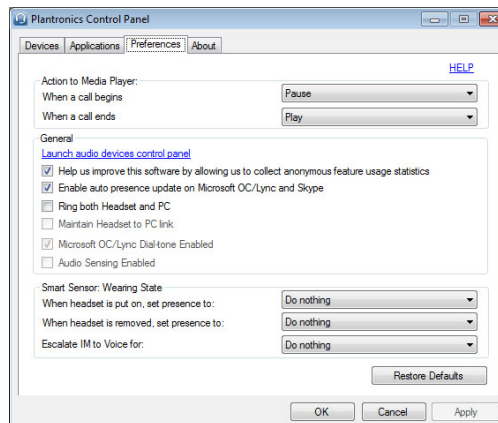 Plantronics Control Panel
Devices Applications Preferences About
HELP
Action to Media Player:
When a call begins Pause
When a call ends Play
General
Launch audio devices control panel
Help us improve this software by allowing us to collect anonymous feature usage statistics
Enable auto presence update on Microsoft OC/Lync and Skype
Ring both Headset and PC
Maintain Headset to PC link
Microsoft OC/Lync Dial-tone Enabled
Audio Sensing Enabled
Smart Sensor: Wearing State
When headset is put on, set presence to: Do nothing
When headset is removed, set presence to: Do nothing
Escalate IM to Voice for: Do nothing
Restore Defaults
OK Cancel Apply